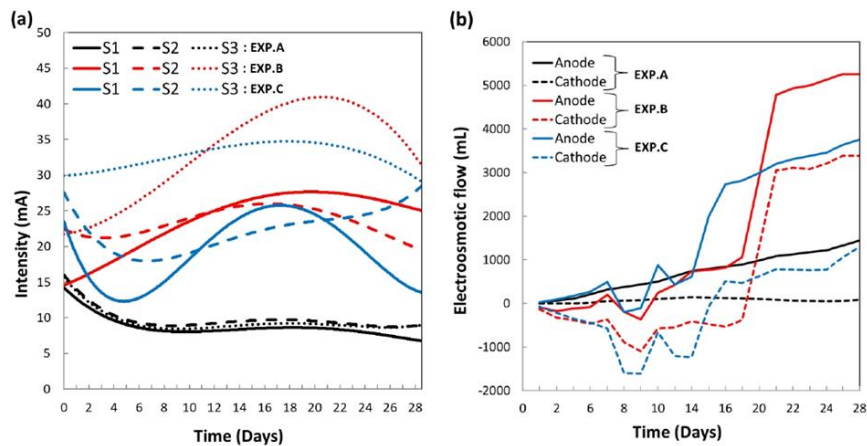 (a)
50
45
40
35
30
25
20
15
10
5
0
Intensity (mA)
S1 S2 S3 : EXP.A
S1 S2 S3 : EXP.B
S1 S2 S3 : EXP.C
0 2 4 6 8 10 12 14 16 18 20 22 24 26 28
Time (Days)
(b)
6000
5000
4000
3000
2000
1000
0
-1000
-2000
Electroosmotic flow (mL)
Anode
Cathode
EXP.A
Anode
Cathode
EXP.B
Anode
Cathode
EXP.C
0 2 4 6 8 10 14 16 18 20 22 24 28
Time (Days)